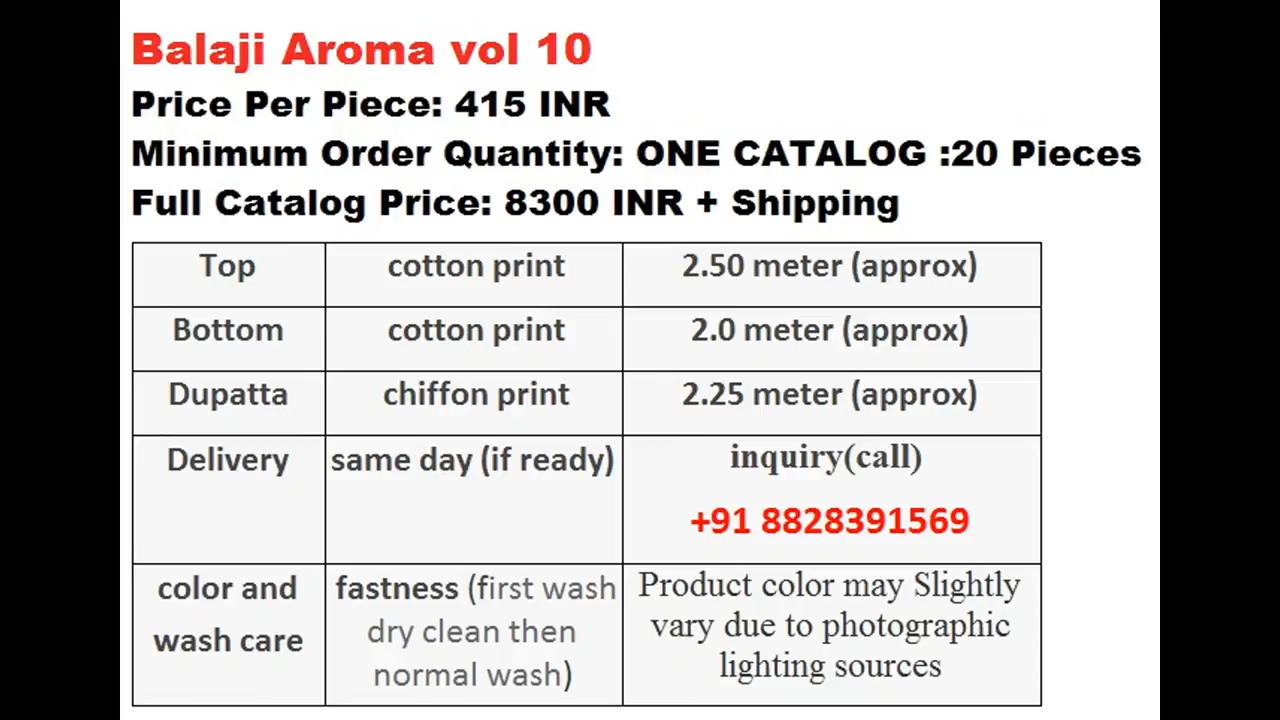 Balaji Aroma vol 10
Price Per Piece: 415 INR
Minimum Order Quantity: ONE CATALOG :20 Pieces
Full Catalog Price: 8300 INR + Shipping
Top cotton print 2.50 meter (approx)
Bottom cotton print 2.0 meter (approx)
Dupatta chiffon print 2.25 meter (approx)
Delivery same day (if ready) inquiry(call)
+91 8828391569
color and fastness (first wash Product color may Slightly
wash care dry clean then vary due to photographic
normal wash) lighting sources